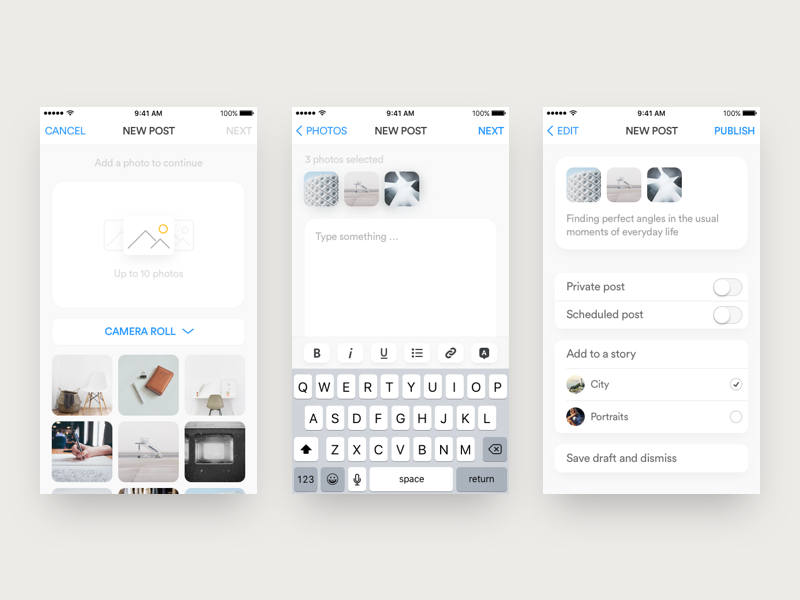 9:41 AM
100%
CANCEL
NEW POST
NEXT
Add a photo to continue
Up to 10 photos
CAMERA ROLL
9:41 AM
100%
PHOTOS
NEW POST
NEXT
3 photos selected
Type something ...
B i U A
Q W E R T Y U I O P
A S D F G H J K L
Z X C V B N M
123
space
return
9:41 AM
100%
EDIT
NEW POST
PUBLISH
Finding perfect angles in the usual
moments of everyday life
Private post
Scheduled post
Add to a story
City
Portraits
Save draft and dismiss